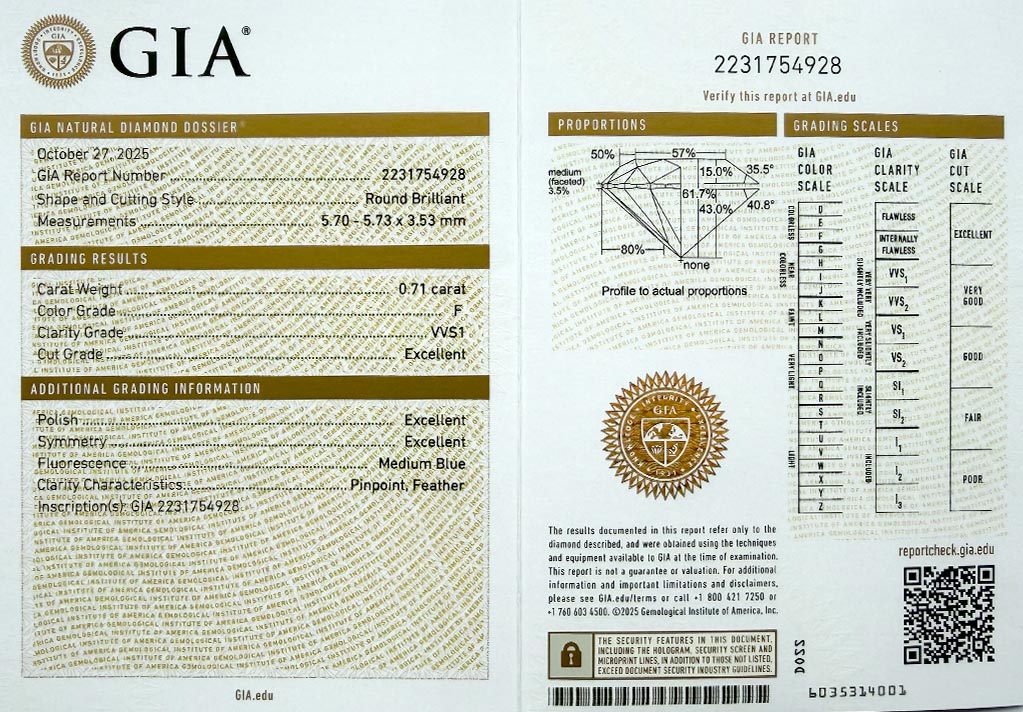 GIA®
GIA NATURAL DIAMOND DOSSIER®
October 27, 2025
GIA Report Number 2231754928
Shape and Cutting Style Round Brilliant
Measurements 5.70 - 5.73 x 3.53 mm
GRADING RESULTS
Carat Weight 0.71 carat
Color Grade F
Clarity Grade VVS1
Cut Grade Excellent
ADDITIONAL GRADING INFORMATION
Polish Excellent
Symmetry Excellent
Fluorescence Medium Blue
Clarity Characteristics: Pinpoint, Feather
Inscription(s): GIA 2231754928
GIA.edu
GIA REPORT
2231754928
Verify this report at GIA.edu
PROPORTIONS
50%
57%
medium
(faceted)
3.5%
15.0%
35.5°
61.7%
43.0%
40.8°
80%
none
Profile to actual proportions
GIA
The results documented in this report refer only to the
diamond described, and were obtained using the techniques
and equipment available to GIA at the time of examination.
This report is not a guarantee or valuation. For additional
information and important limitations and disclaimers,
please see GIA.edu/terms or call +1 800 421 7250 or
+1 760 603 4500. ©2025 Gemological Institute of America, Inc.
THE SECURITY FEATURES IN THIS DOCUMENT,
INCLUDING THE HOLOGRAM, SECURITY SCREEN AND
MICROPRINT LINES, IN ADDITION TO THOSE NOT LISTED,
EXCEED DOCUMENT SECURITY INDUSTRY GUIDELINES.
GRADING SCALES
GIA
COLOR
SCALE
COLORLESS
D
E
F
NEAR COLORLESS
G
H
I
J
FAINT
K
L
M
VERY LIGHT
N
O
P
Q
R
LIGHT
S
T
U
V
W
X
Y
Z
GIA
CLARITY
SCALE
FLAWLESS
INTERNALLY
FLAWLESS
VERY VERY
SLIGHTLY INCLUDED
VVS1
VVS2
VERY SLIGHTLY
INCLUDED
VS1
VS2
SLIGHTLY
INCLUDED
SI1
SI2
INCLUDED
I1
I2
I3
GIA
CUT
SCALE
EXCELLENT
VERY
GOOD
GOOD
FAIR
POOR
reportcheck.gia.edu
D022
6035314001